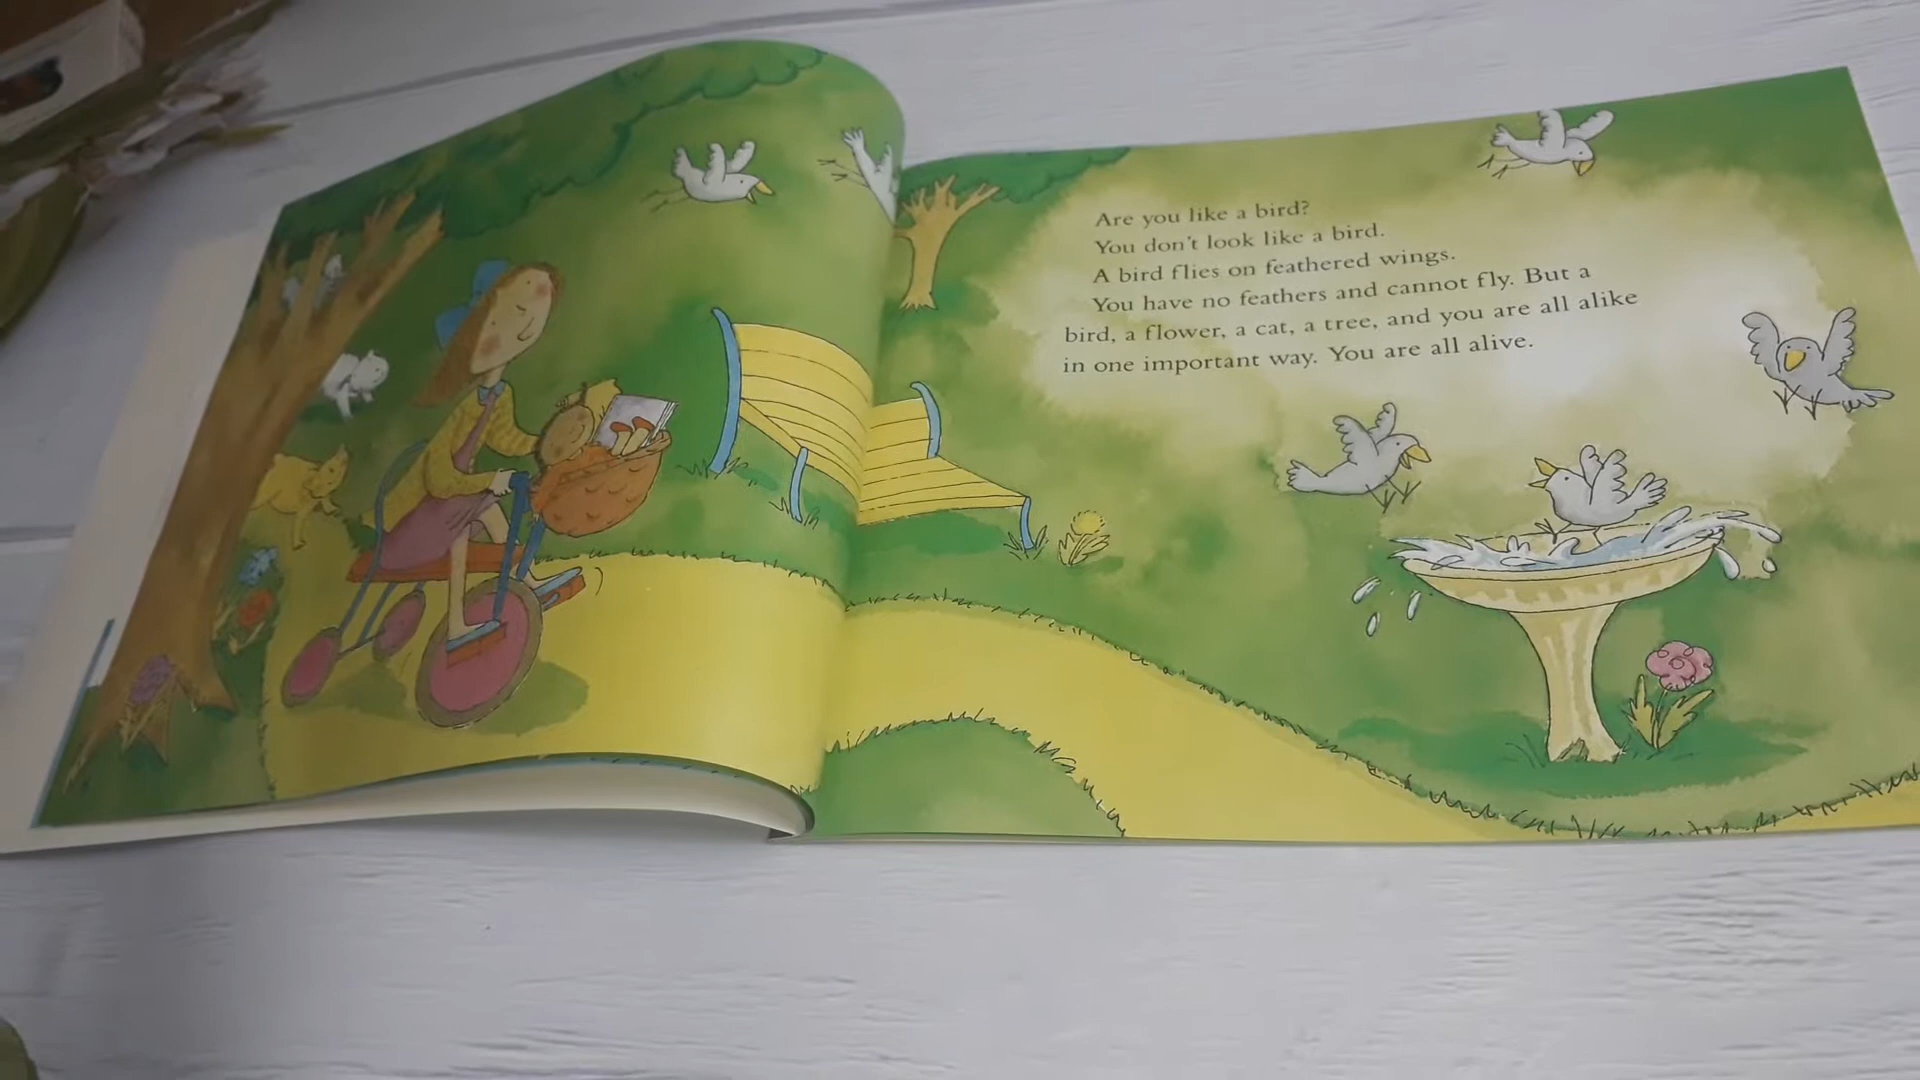 Are you like a bird?
You don't look like a bird.
A bird flies on feathered wings.
You have no feathers and cannot fly. But a
bird, a flower, a cat, a tree, and you are all alike
in one important way. You are all alive.